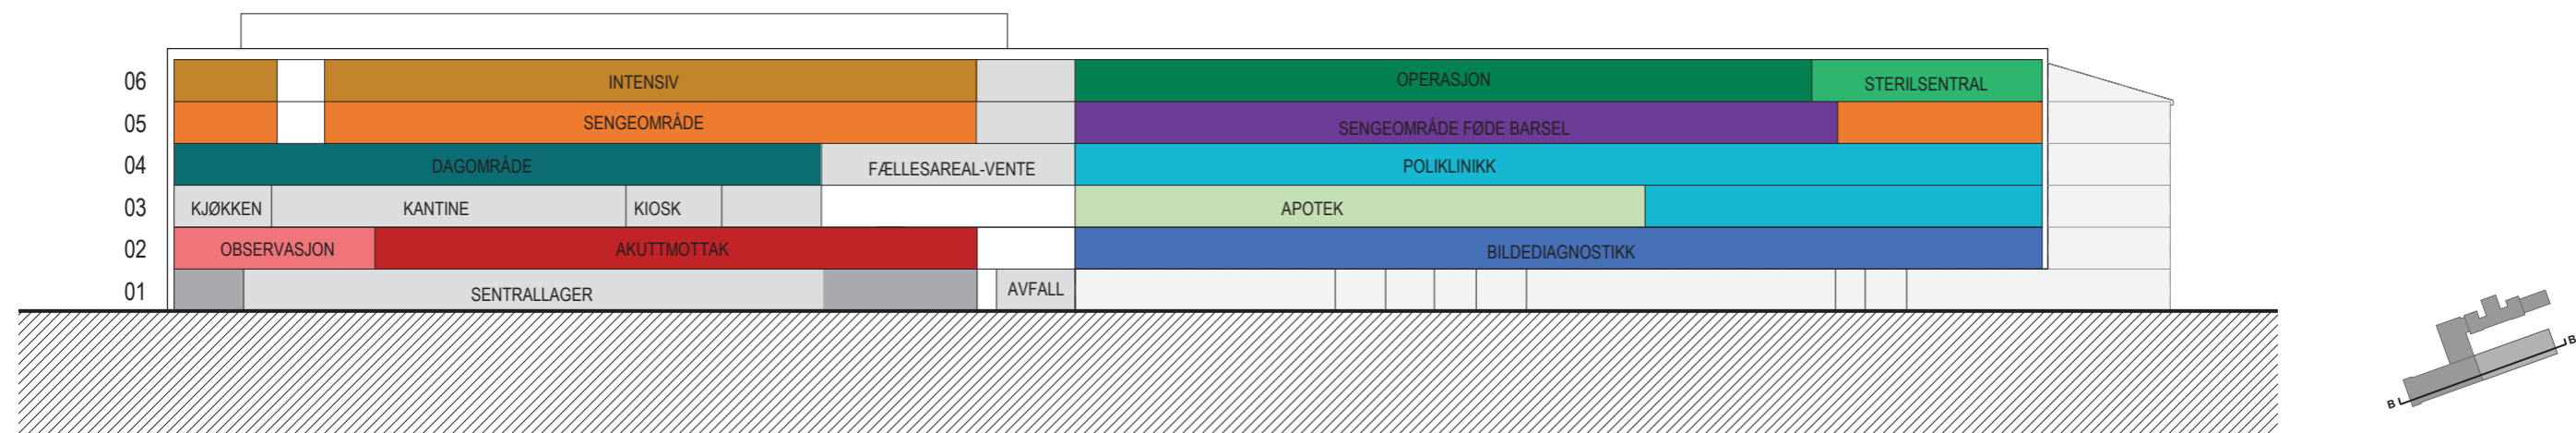 06 INTENSIV OPERASJON STERILSENTRAL
05 SENGEOMRÅDE SENGEOMRÅDE FØDE BARSEL
04 DAGOMRÅDE FÆLLESAREAL-VENTE POLIKLINIKK
03 KJØKKEN KANTINE KIOSK APOTEK
02 OBSERVASJON AKUTTMOTTAK BILDEDIAGNOSTIKK
01 SENTRALLAGER AVFALL
B
B